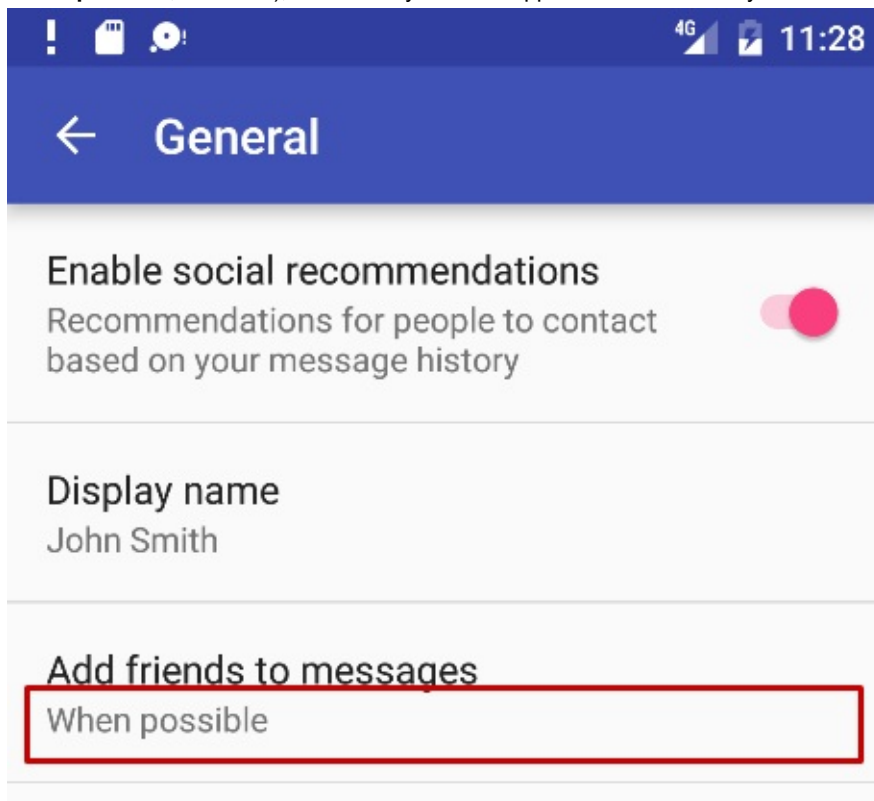 4G 11:28
General
Enable social recommendations
Recommendations for people to contact
based on your message history
Display name
John Smith
Add friends to messages
When possible